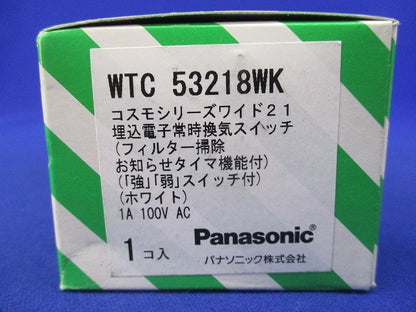 WTC 53218WK
コスモシリーズワイド21
埋込電子常時換気スイッチ
(フィルター掃除
お知らせタイマ機能付)
(「強」「弱」スイッチ付)
(ホワイト)
1A 100V AC
1コ入
Panasonic®
パナソニック株式会社